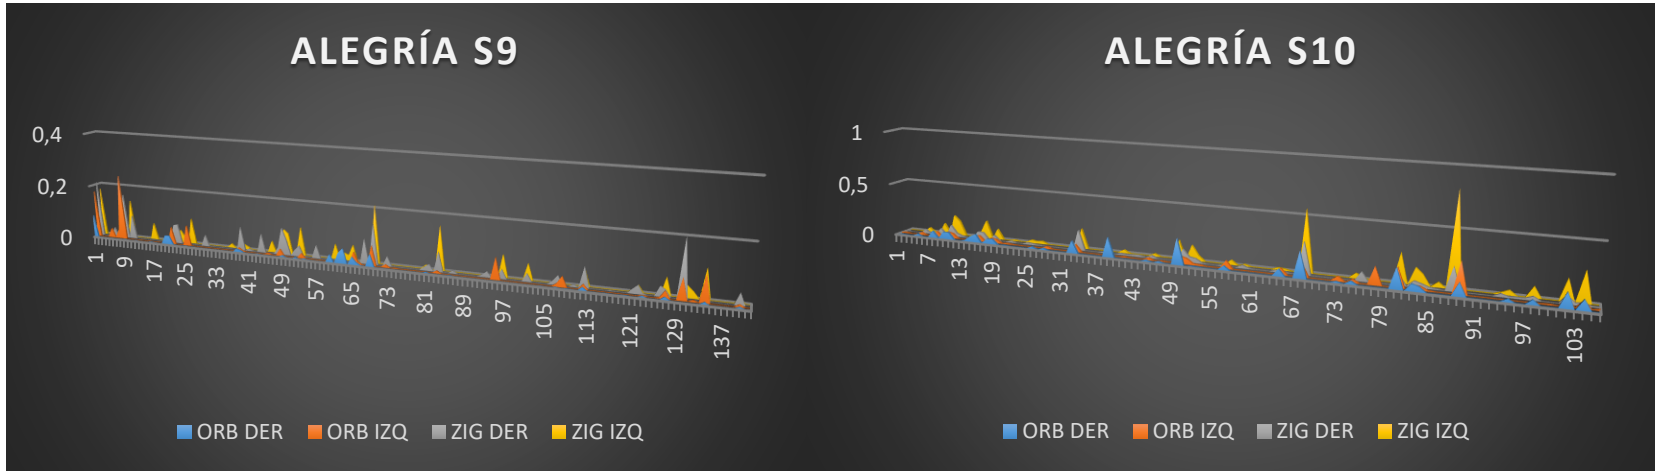 ALEGRÍA S9
0,4
0,2
0
1 9 17 25 33 41 49 57 65 73 81 89 97 105 113 121 129 137
ORB DER ORB IZQ ZIG DER ZIG IZQ
ALEGRÍA S10
1
0,5
0
1 7 13 19 25 31 37 43 49 55 61 67 73 79 85 91 97 103
ORB DER ORB IZQ ZIG DER ZIG IZQ